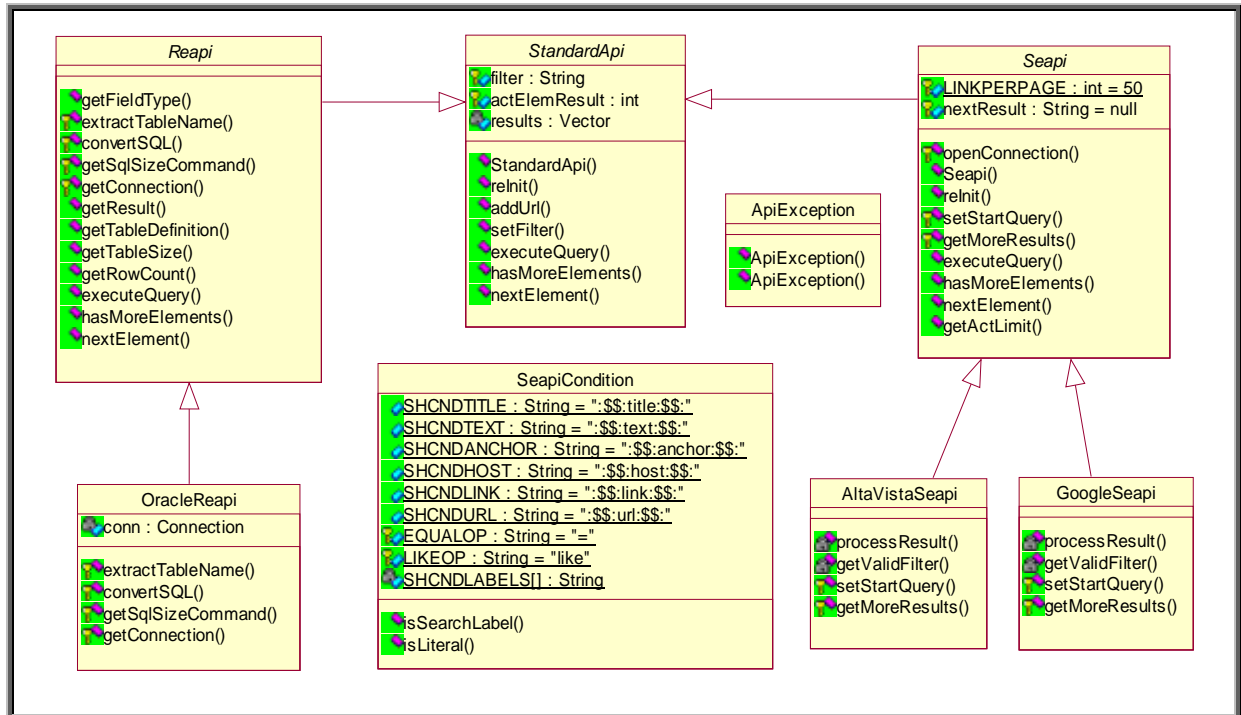 Reapi
getFieldType()
extractTableName()
convertSQL()
getSqlSizeCommand()
getConnection()
getResult()
getTableDefinition()
getTableSize()
getRowCount()
executeQuery()
hasMoreElements()
nextElement()
StandardApi
filter : String
actElemResult : int
results : Vector
StandardApi()
reInit()
addUrl()
setFilter()
executeQuery()
hasMoreElements()
nextElement()
Seapi
LINKPERPAGE : int = 50
nextResult : String = null
openConnection()
Seapi()
reInit()
setStartQuery()
getMoreResults()
executeQuery()
hasMoreElements()
nextElement()
getActLimit()
ApiException
ApiException()
ApiException()
SeapiCondition
SHCNDTITLE : String = ":$$:title:$$:"
SHCNDTEXT : String = ":$$:text:$$:"
SHCNDANCHOR : String = ":$$:anchor:$$:"
SHCNDHOST : String = ":$$:host:$$:"
SHCNDLINK : String = ":$$:link:$$:"
SHCNDURL : String = ":$$:url:$$:"
EQUALOP : String = "="
LIKEOP : String = "like"
SHCNDLABELS[] : String
isSearchLabel()
isLiteral()
OracleReapi
conn : Connection
extractTableName()
convertSQL()
getSqlSizeCommand()
getConnection()
AltaVistaSeapi
processResult()
getValidFilter()
setStartQuery()
getMoreResults()
GoogleSeapi
processResult()
getValidFilter()
setStartQuery()
getMoreResults()